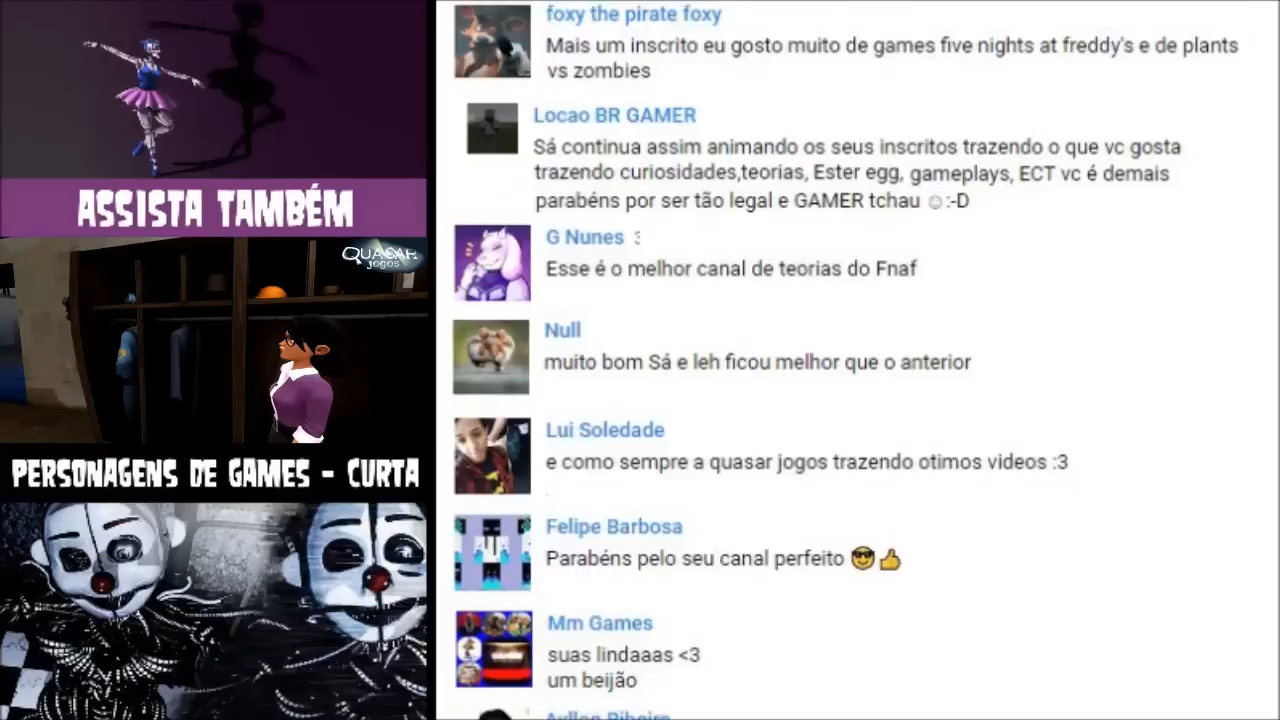 ASSISTA TAMBÉM
QUASAR
jogos
PERSONAGENS DE GAMES - CURTA
foxy the pirate foxy
Mais um inscrito eu gosto muito de games five nights at freddy's e de plants
vs zombies
Locao BR GAMER
Sá continua assim animando os seus inscritos trazendo o que vc gosta
trazendo curiosidades,teorias, Ester egg, gameplays, ECT vc é demais
parabéns por ser tão legal e GAMER tchau ☺:-D
G Nunes
Esse é o melhor canal de teorias do Fnaf
Null
muito bom Sá e leh ficou melhor que o anterior
Lui Soledade
e como sempre a quasar jogos trazendo otimos videos :3
Felipe Barbosa
Parabéns pelo seu canal perfeito 😎👍
Mm Games
suas lindaaas <3
um beijão